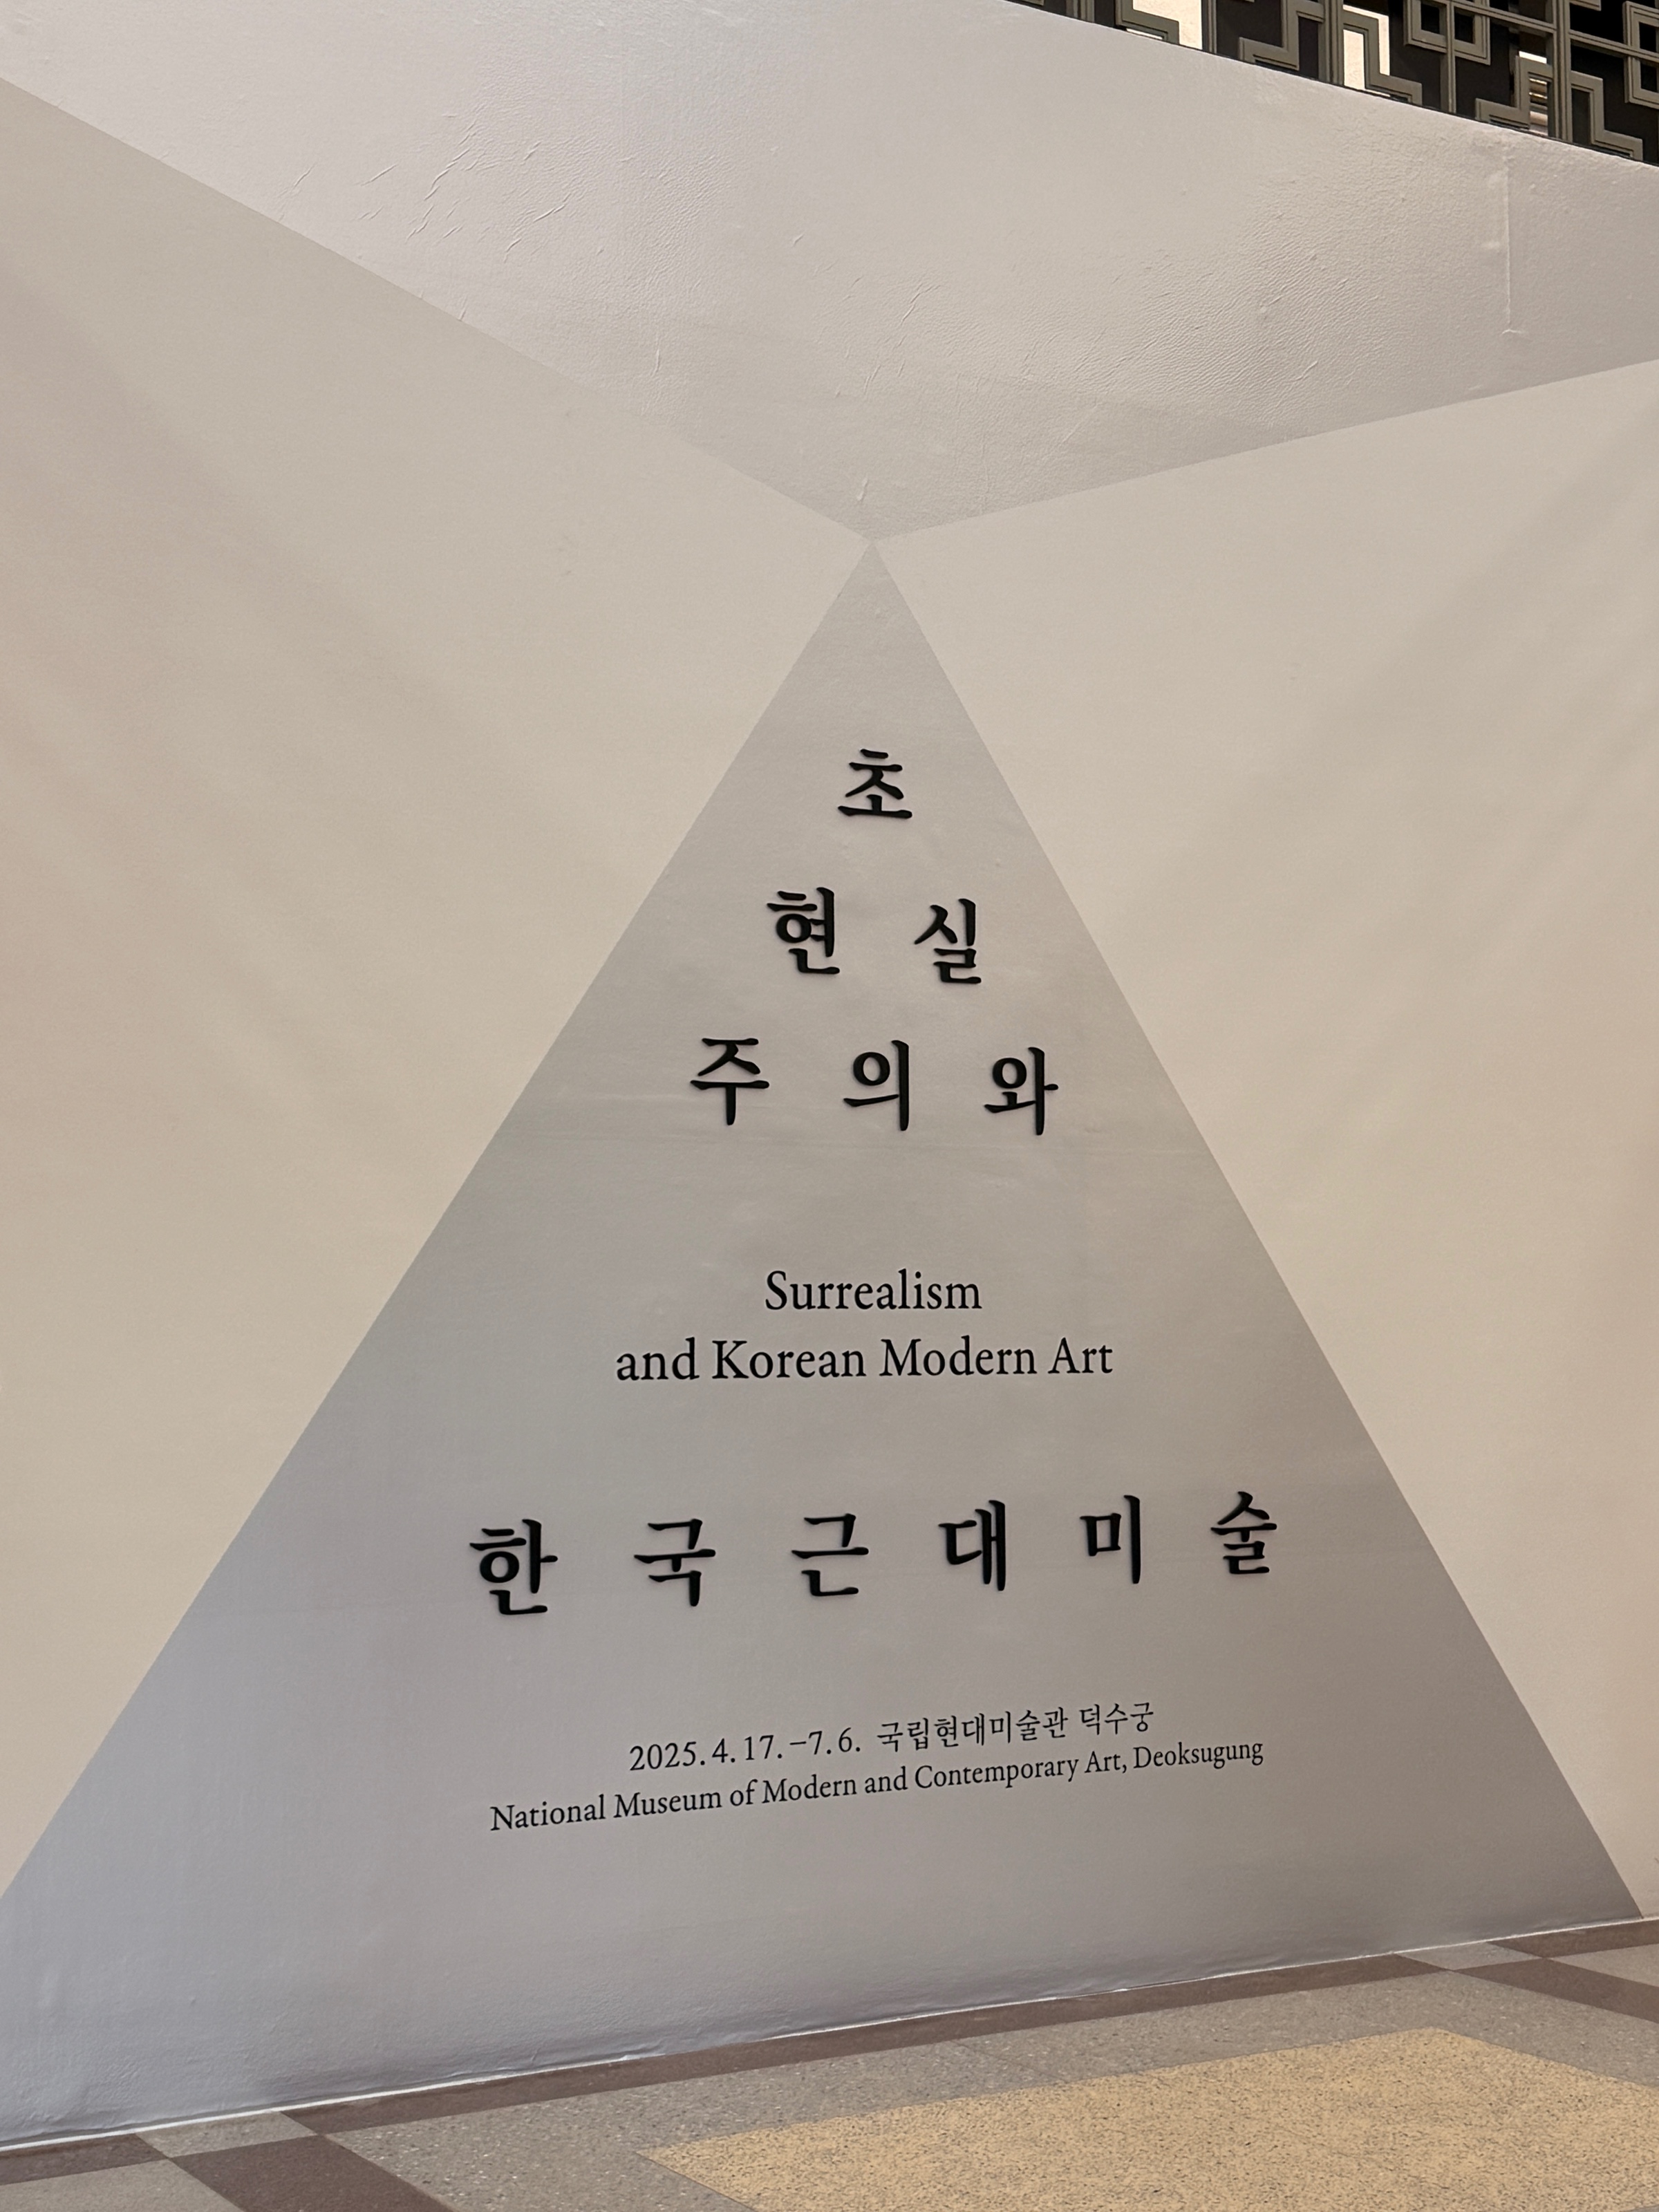 초
현 실
주 의 와
Surrealism
and Korean Modern Art
한 국 근 대 미 술
2025.4.17.–7.6. 국립현대미술관 덕수궁
National Museum of Modern and Contemporary Art, Deoksugung